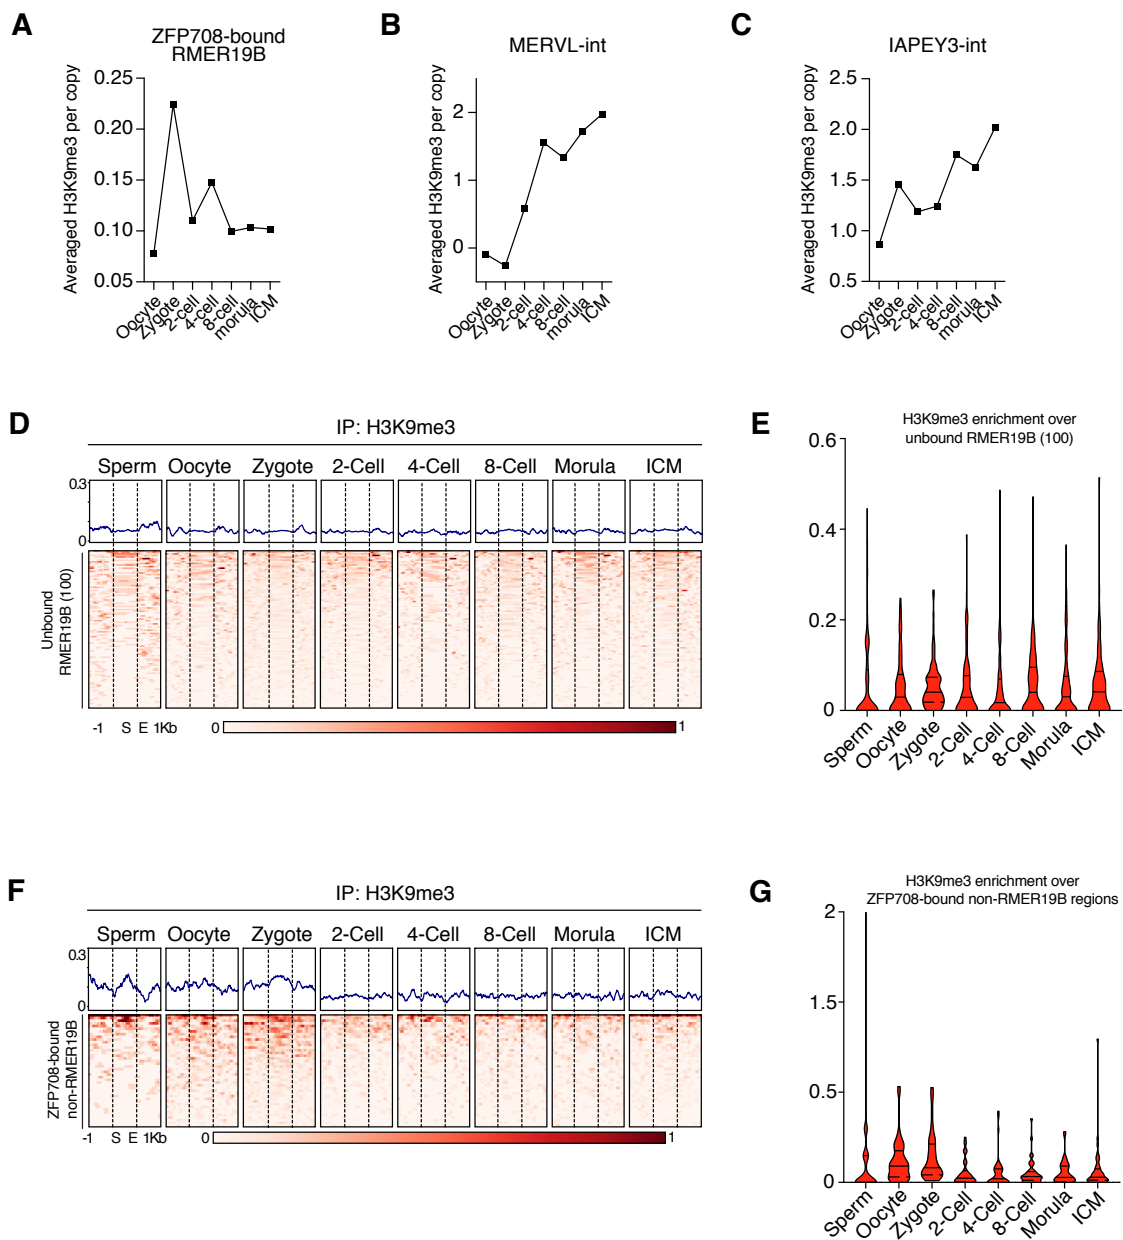 A
ZFP708-bound
RMER19B
Averaged H3K9me3 per copy
0.25
0.20
0.15
0.10
0.05
Oocyte
Zygote
2-cell
4-cell
8-cell
morula
ICM
B
MERVL-int
Averaged H3K9me3 per copy
2
1
0
Oocyte
Zygote
2-cell
4-cell
8-cell
morula
ICM
C
IAPEY3-int
Averaged H3K9me3 per copy
2.5
2.0
1.5
1.0
0.5
Oocyte
Zygote
2-cell
4-cell
8-cell
morula
ICM
D
IP: H3K9me3
Sperm Oocyte Zygote 2-Cell 4-Cell 8-Cell Morula ICM
0.3
0
Unbound
RMER19B (100)
-1 S E 1Kb
0 1
E
H3K9me3 enrichment over
unbound RMER19B (100)
0.6
0.4
0.2
0
Sperm
Oocyte
Zygote
2-Cell
4-Cell
8-Cell
Morula
ICM
F
IP: H3K9me3
Sperm Oocyte Zygote 2-Cell 4-Cell 8-Cell Morula ICM
0.3
0
ZFP708-bound
non-RMER19B
-1 S E 1Kb
0 1
G
H3K9me3 enrichment over
ZFP708-bound non-RMER19B regions
2
1.5
0.5
0
Sperm
Oocyte
Zygote
2-Cell
4-Cell
8-Cell
Morula
ICM